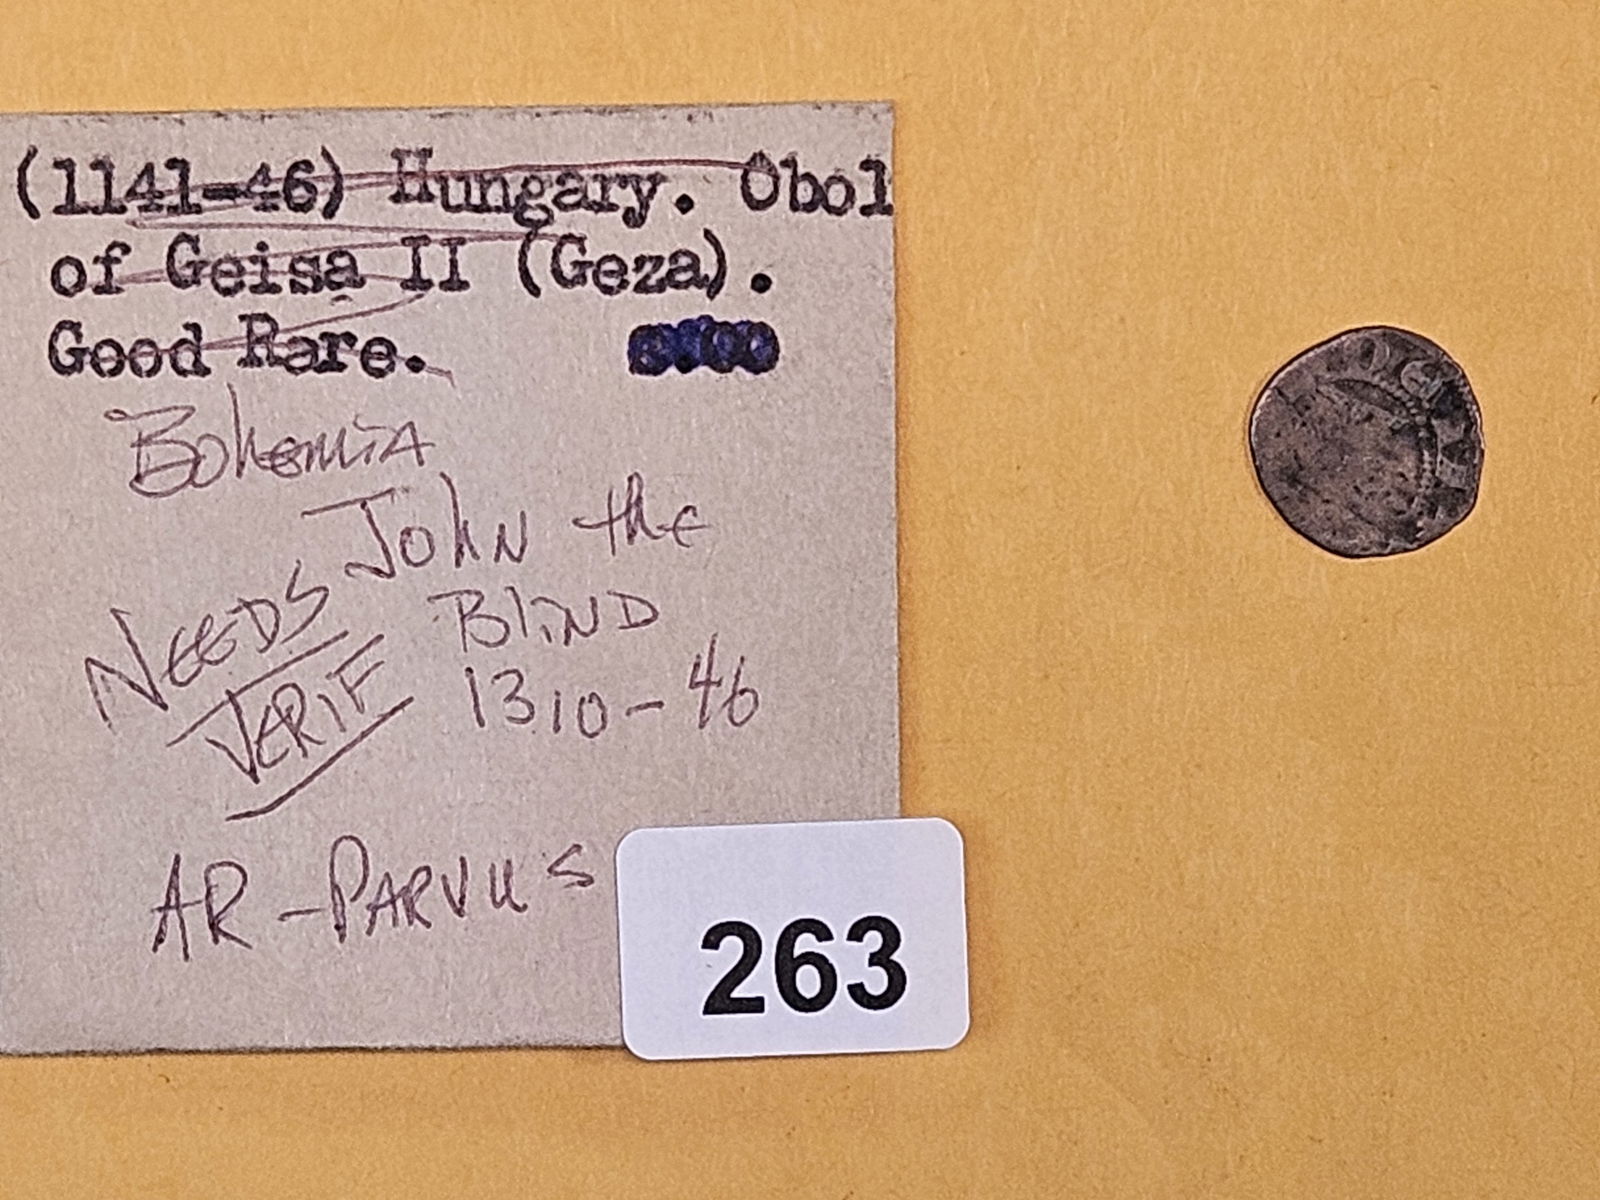 (1141-46) Hungary. Obol
of Geisa II (Geza).
Good Rare.
Bohemia
John the
Blind
1310-46
Needs
Verif
AR-Parvus
263